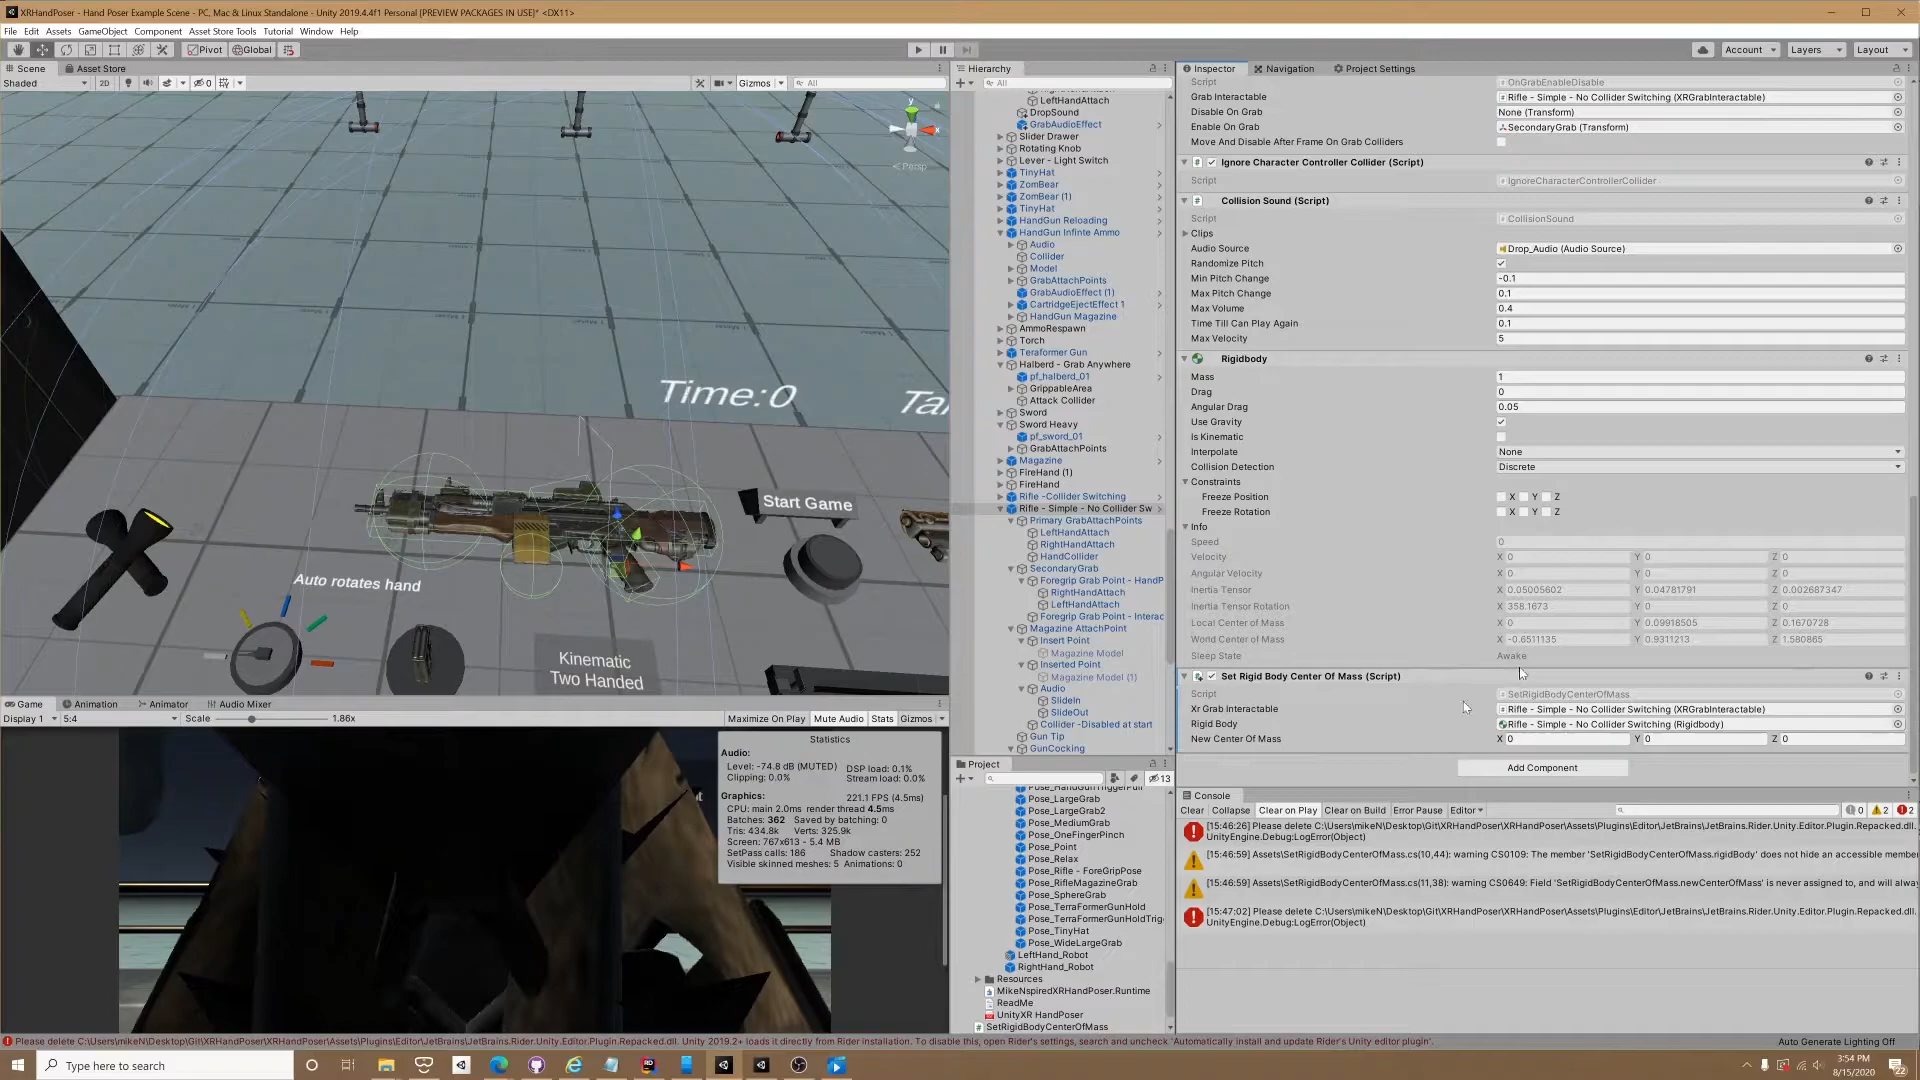 XRHandPoser - Hand Poser Example Scene - PC, Mac & Linux Standalone - Unity 2019.4.4f1 Personal [PREVIEW PACKAGES IN USE]* <DX11>
File Edit Assets GameObject Component Asset Store Tools Tutorial Window Help
Pivot Global Account Layers Layout
Scene Asset Store
Shaded 2D 0 Gizmos All
y
x
< Persp
Time:0
Ta
Start Game
Auto rotates hand
Kinematic
Two Handed
Game Animation Animator Audio Mixer
Display 1 5:4 Scale 1.86x Maximize On Play Mute Audio Stats Gizmos
Statistics
Audio:
Level: -74.8 dB (MUTED) DSP load: 0.1%
Clipping: 0.0% Stream load: 0.0%
Graphics: 221.1 FPS (4.5ms)
CPU: main 2.0ms render thread 4.5ms
Batches: 362 Saved by batching: 0
Tris: 434.8k Verts: 325.9k
Screen: 767x613 - 5.4 MB
SetPass calls: 186 Shadow casters: 252
Visible skinned meshes: 5 Animations: 0
Hierarchy
All
LeftHandAttach
DropSound
GrabAudioEffect
Slider Drawer
Rotating Knob
Lever - Light Switch
TinyHat
ZomBear
ZomBear (1)
TinyHat
HandGun Reloading
HandGun Infinte Ammo
Audio
Collider
Model
GrabAttachPoints
GrabAudioEffect (1)
CartridgeEjectEffect 1
HandGun Magazine
AmmoRespawn
Torch
Teraformer Gun
Halberd - Grab Anywhere
pf_halberd_01
GrippableArea
Attack Collider
Sword
Sword Heavy
pf_sword_01
GrabAttachPoints
Magazine
FireHand (1)
FireHand
Rifle -Collider Switching
Rifle - Simple - No Collider Sw
Primary GrabAttachPoints
LeftHandAttach
RightHandAttach
HandCollider
SecondaryGrab
Foregrip Grab Point - HandP
RightHandAttach
LeftHandAttach
Foregrip Grab Point - Interac
Magazine AttachPoint
Insert Point
Magazine Model
Inserted Point
Magazine Model (1)
Audio
SlideIn
SlideOut
Collider -Disabled at start
Gun Tip
GunCocking
Project
13
Pose_HandGunTriggerPull
Pose_LargeGrab
Pose_LargeGrab2
Pose_MediumGrab
Pose_OneFingerPinch
Pose_Point
Pose_Relax
Pose_Rifle - ForeGripPose
Pose_RifleMagazineGrab
Pose_SphereGrab
Pose_TerraFormerGunHold
Pose_TerraFormerGunHoldTrig
Pose_TinyHat
Pose_WideLargeGrab
LeftHand_Robot
RightHand_Robot
Resources
MikeNspiredXRHandPoser.Runtime
ReadMe
UnityXR HandPoser
SetRigidBodyCenterOfMass
Inspector Navigation Project Settings
Script OnGrabEnableDisable
Grab Interactable Rifle - Simple - No Collider Switching (XRGrabInteractable)
Disable On Grab None (Transform)
Enable On Grab SecondaryGrab (Transform)
Move And Disable After Frame On Grab Colliders
Ignore Character Controller Collider (Script)
Script IgnoreCharacterControllerCollider
Collision Sound (Script)
Script CollisionSound
Clips
Audio Source Drop_Audio (Audio Source)
Randomize Pitch
Min Pitch Change -0.1
Max Pitch Change 0.1
Max Volume 0.4
Time Till Can Play Again 0.1
Max Velocity 5
Rigidbody
Mass 1
Drag 0
Angular Drag 0.05
Use Gravity
Is Kinematic
Interpolate None
Collision Detection Discrete
Constraints
Freeze Position X Y Z
Freeze Rotation X Y Z
Info
Speed 0
Velocity X 0 Y 0 Z 0
Angular Velocity X 0 Y 0 Z 0
Inertia Tensor X 0.05005602 Y 0.04781791 Z 0.002687347
Inertia Tensor Rotation X 358.1673 Y 0 Z 0
Local Center of Mass X 0 Y 0.09918505 Z 0.1670728
World Center of Mass X -0.6511135 Y 0.9311213 Z 1.580865
Sleep State Awake
Set Rigid Body Center Of Mass (Script)
Script SetRigidBodyCenterOfMass
Xr Grab Interactable Rifle - Simple - No Collider Switching (XRGrabInteractable)
Rigid Body Rifle - Simple - No Collider Switching (Rigidbody)
New Center Of Mass X 0 Y 0 Z 0
Add Component
Console
Clear Collapse Clear on Play Clear on Build Error Pause Editor 0 2 2
[15:46:26] Please delete C:\Users\mikeN\Desktop\Git\XRHandPoser\XRHandPoser\Assets\Plugins\Editor\JetBrains\JetBrains.Rider.Unity.Editor.Plugin.Repacked.dll.
UnityEngine.Debug:LogError(Object)
[15:46:59] Assets\SetRigidBodyCenterOfMass.cs(10,44): warning CS0109: The member 'SetRigidBodyCenterOfMass.rigidBody' does not hide an accessible membe
[15:46:59] Assets\SetRigidBodyCenterOfMass.cs(11,38): warning CS0649: Field 'SetRigidBodyCenterOfMass.newCenterOfMass' is never assigned to, and will alway
[15:47:02] Please delete C:\Users\mikeN\Desktop\Git\XRHandPoser\XRHandPoser\Assets\Plugins\Editor\JetBrains\JetBrains.Rider.Unity.Editor.Plugin.Repacked.dll.
UnityEngine.Debug:LogError(Object)
Please delete C:\Users\mikeN\Desktop\Git\XRHandPoser\XRHandPoser\Assets\Plugins\Editor\JetBrains\JetBrains.Rider.Unity.Editor.Plugin.Repacked.dll. Unity 2019.2+ loads it directly from Rider installation. To disable this, open Rider's settings, search and uncheck 'Automatically install and update Rider's Unity editor plugin'.
Auto Generate Lighting Off
Type here to search
3:54 PM
8/15/2020
22